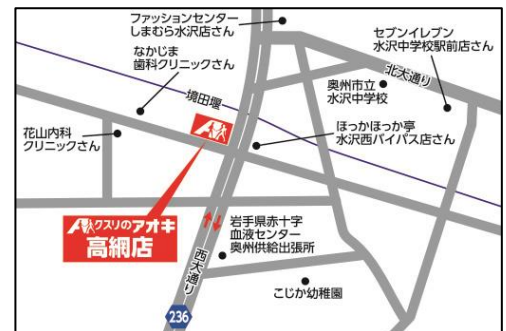 ファッションセンター
しまむら水沢店さん
セブンイレブン
水沢中学校駅前店さん
なかじま
歯科クリニックさん
北大通り
奥州市立
水沢中学校
境田堰
花山内科
クリニックさん
ほっかほっか亭
水沢西バイパス店さん
クスリのアオキ
高網店
岩手県赤十字
血液センター
奥州供給出張所
西大通り
こじか幼稚園
236